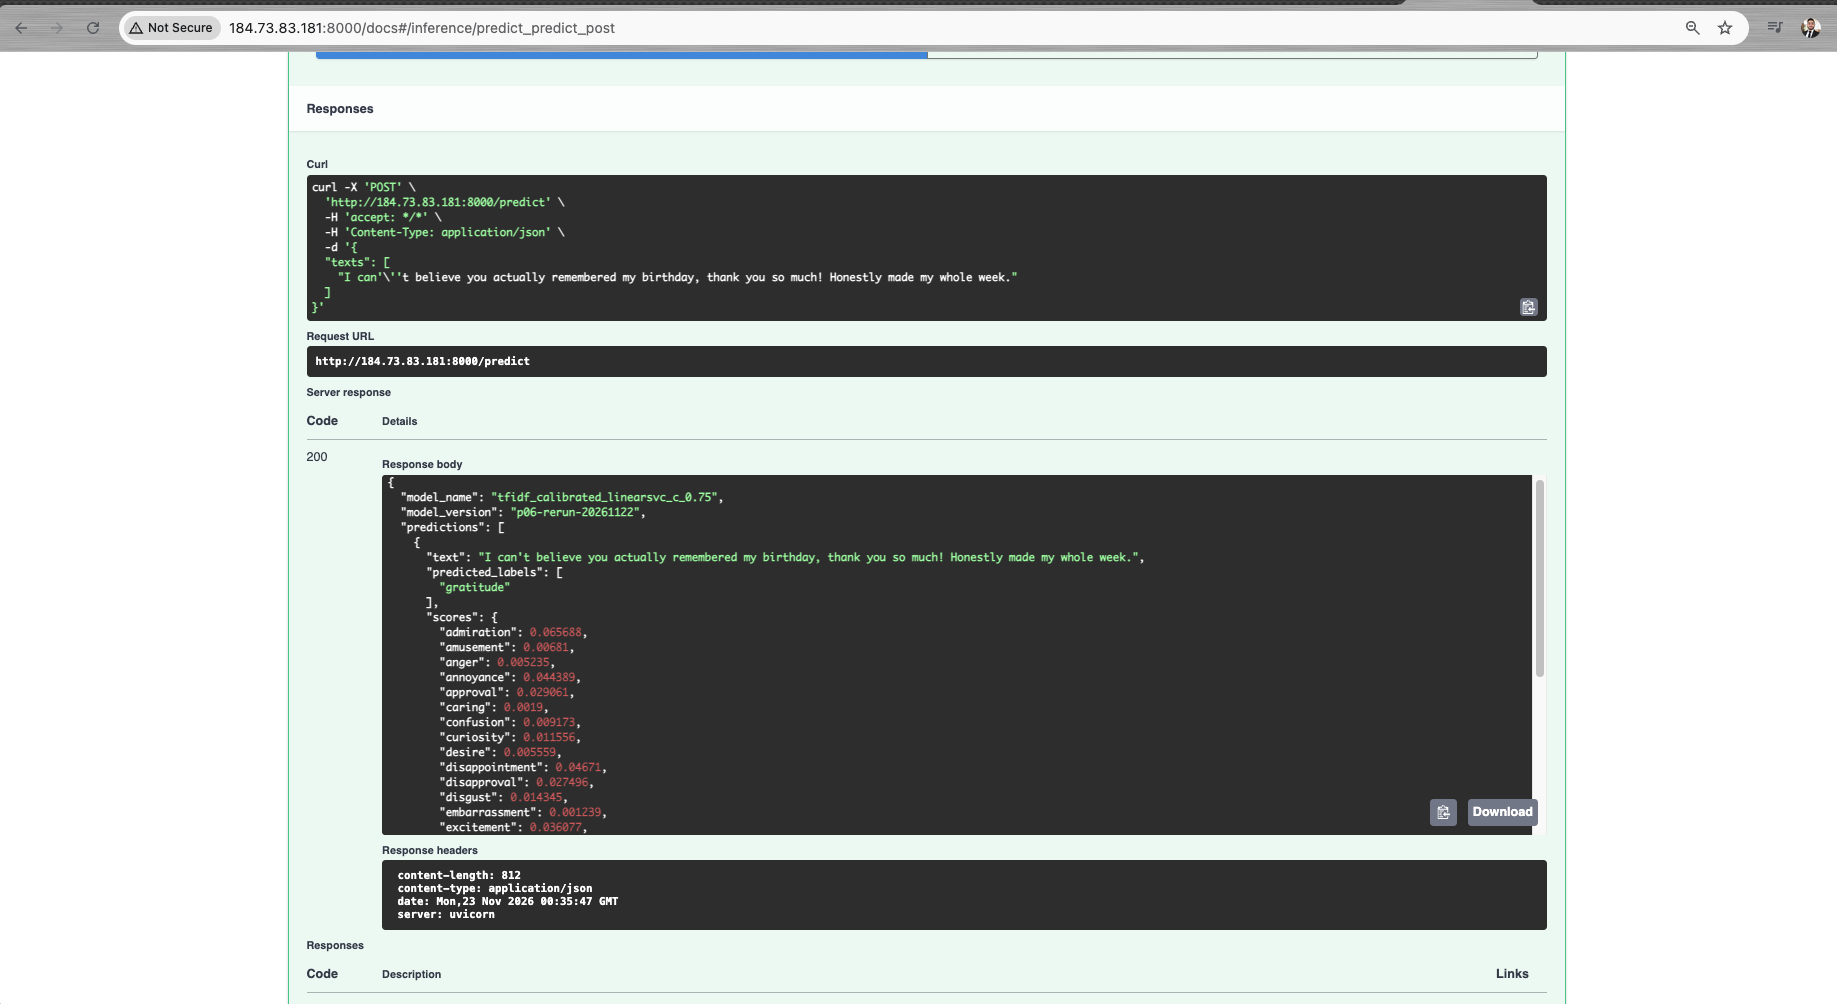 Not Secure 184.73.83.181:8000/docs#/inference/predict_predict_post
Responses
Curl
curl -X 'POST' \
'http://184.73.83.181:8000/predict' \
-H 'accept: */*' \
-H 'Content-Type: application/json' \
-d '{
"texts": [
"I can'\''t believe you actually remembered my birthday, thank you so much! Honestly made my whole week."
]
}'
Request URL
http://184.73.83.181:8000/predict
Server response
Code Details
200
Response body
{
"model_name": "tfidf_calibrated_linearsvc_c_0.75",
"model_version": "p06-rerun-20261122",
"predictions": [
{
"text": "I can't believe you actually remembered my birthday, thank you so much! Honestly made my whole week.",
"predicted_labels": [
"gratitude"
],
"scores": {
"admiration": 0.065688,
"amusement": 0.00681,
"anger": 0.005235,
"annoyance": 0.044389,
"approval": 0.029061,
"caring": 0.0019,
"confusion": 0.009173,
"curiosity": 0.011556,
"desire": 0.005559,
"disappointment": 0.04671,
"disapproval": 0.027496,
"disgust": 0.014345,
"embarrassment": 0.001239,
"excitement": 0.036077,
Download
Response headers
content-length: 812
content-type: application/json
date: Mon,23 Nov 2026 00:35:47 GMT
server: uvicorn
Responses
Code Description Links